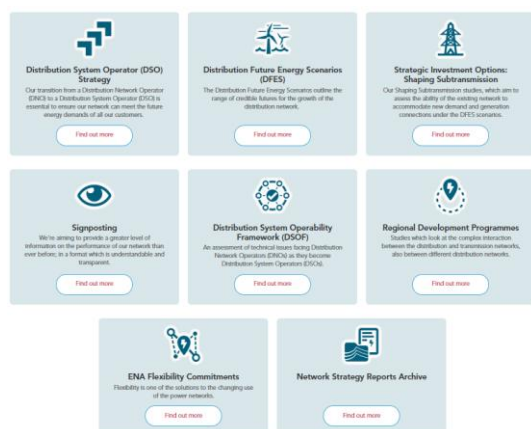 Distribution System Operator (DSO)
Strategy
Our transition from a Distribution Network Operator
(DNO) to a Distribution System Operator (DSO) is
essential to ensure our network can meet the future
energy demands of all our customers.
Find out more
Distribution Future Energy Scenarios
(DFES)
The Distribution Future Energy Scenarios outline the
range of credible futures for the growth of the
distribution network.
Find out more
Strategic Investment Options:
Shaping Subtransmission
Our Shaping Subtransmission studies, which aim to
assess the ability of the existing network to
accommodate new demand and generation
connections under the DFES scenarios.
Find out more
Signposting
We're aiming to provide a greater level of
information on the performance of our network than
ever before; in a format which is understandable and
transparent.
Find out more
Distribution System Operability
Framework (DSOF)
An assessment of technical issues facing Distribution
Network Operators (DNOs) as they become
Distribution System Operators (DSOs).
Find out more
Regional Development Programmes
Studies which look at the complex interaction
between the distribution and transmission networks,
also between different distribution networks.
Find out more
ENA Flexibility Commitments
Flexibility is one of the solutions to the changing use
of the power networks.
Find out more
Network Strategy Reports Archive
Find out more